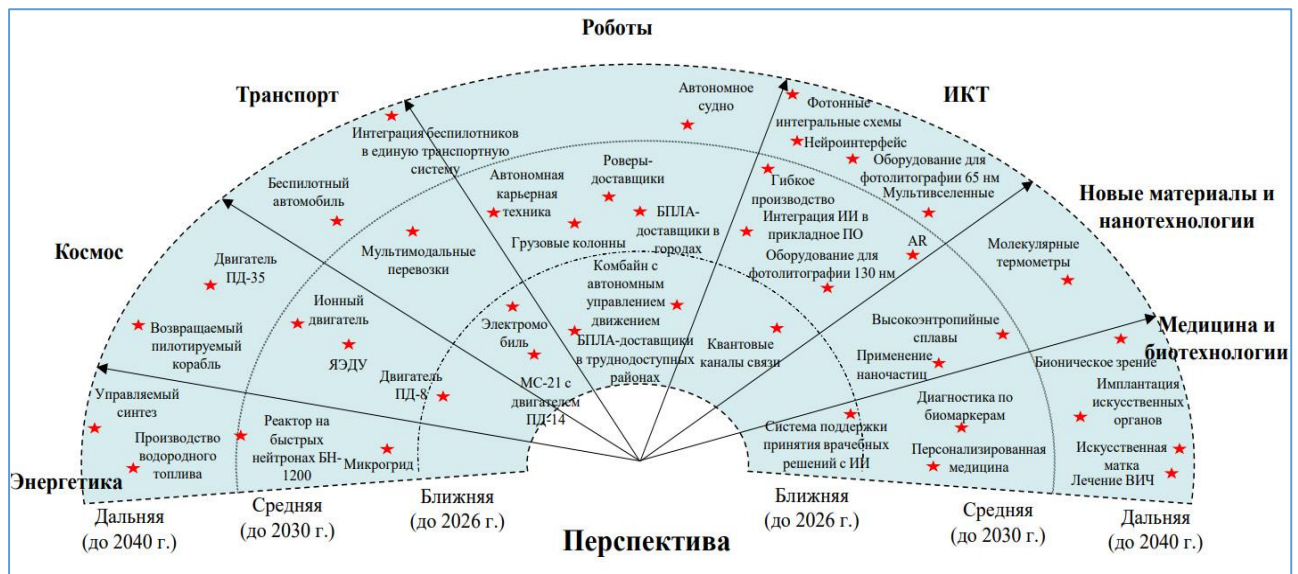 Роботы
Транспорт
ИКТ
Автономное
судно
Фотонные
интегральные схемы
Нейроинтерфейс
Интеграция беспилотников
в единую транспортную
систему
Оборудование для
фотолитографии 65 нм
Мультивселенные
Роверы-
доставщики
Гибкое
производство
Беспилотный
автомобиль
Автономная
карьерная
техника
Новые материалы и
нанотехнологии
БПЛА-
доставщики в
городах
Интеграция ИИ в
прикладное ПО
AR
Грузовые колонны
Мультимодальные
перевозки
Космос
Молекулярные
термометры
Двигатель
ПД-35
Оборудование для
фотолитографии 130 нм
Комбайн с
автономным
управлением
движением
Ионный
двигатель
Электромо
биль
Возвращаемый
пилотируемый
корабль
Высокоэнтропийные
сплавы
Медицина и
биотехнологии
БПЛА-доставщики
в труднодоступных
районах
Квантовые
каналы связи
ЯЭДУ
Применение
наночастиц
Бионическое зрение
Двигатель
ПД-8
МС-21 с
двигателем
ПД-14
Управляемый
синтез
Имплантация
искусственных
органов
Диагностика по
биомаркерам
Производство
водородного
топлива
Реактор на
быстрых
нейтронах БН-
1200
Микрогрид
Система поддержки
принятия врачебных
решений с ИИ
Персонализированная
медицина
Искусственная
матка
Лечение ВИЧ
Энергетика
Дальняя
(до 2040 г.)
Средняя
(до 2030 г.)
Ближняя
(до 2026 г.)
Перспектива
Ближняя
(до 2026 г.)
Средняя
(до 2030 г.)
Дальняя
(до 2040 г.)